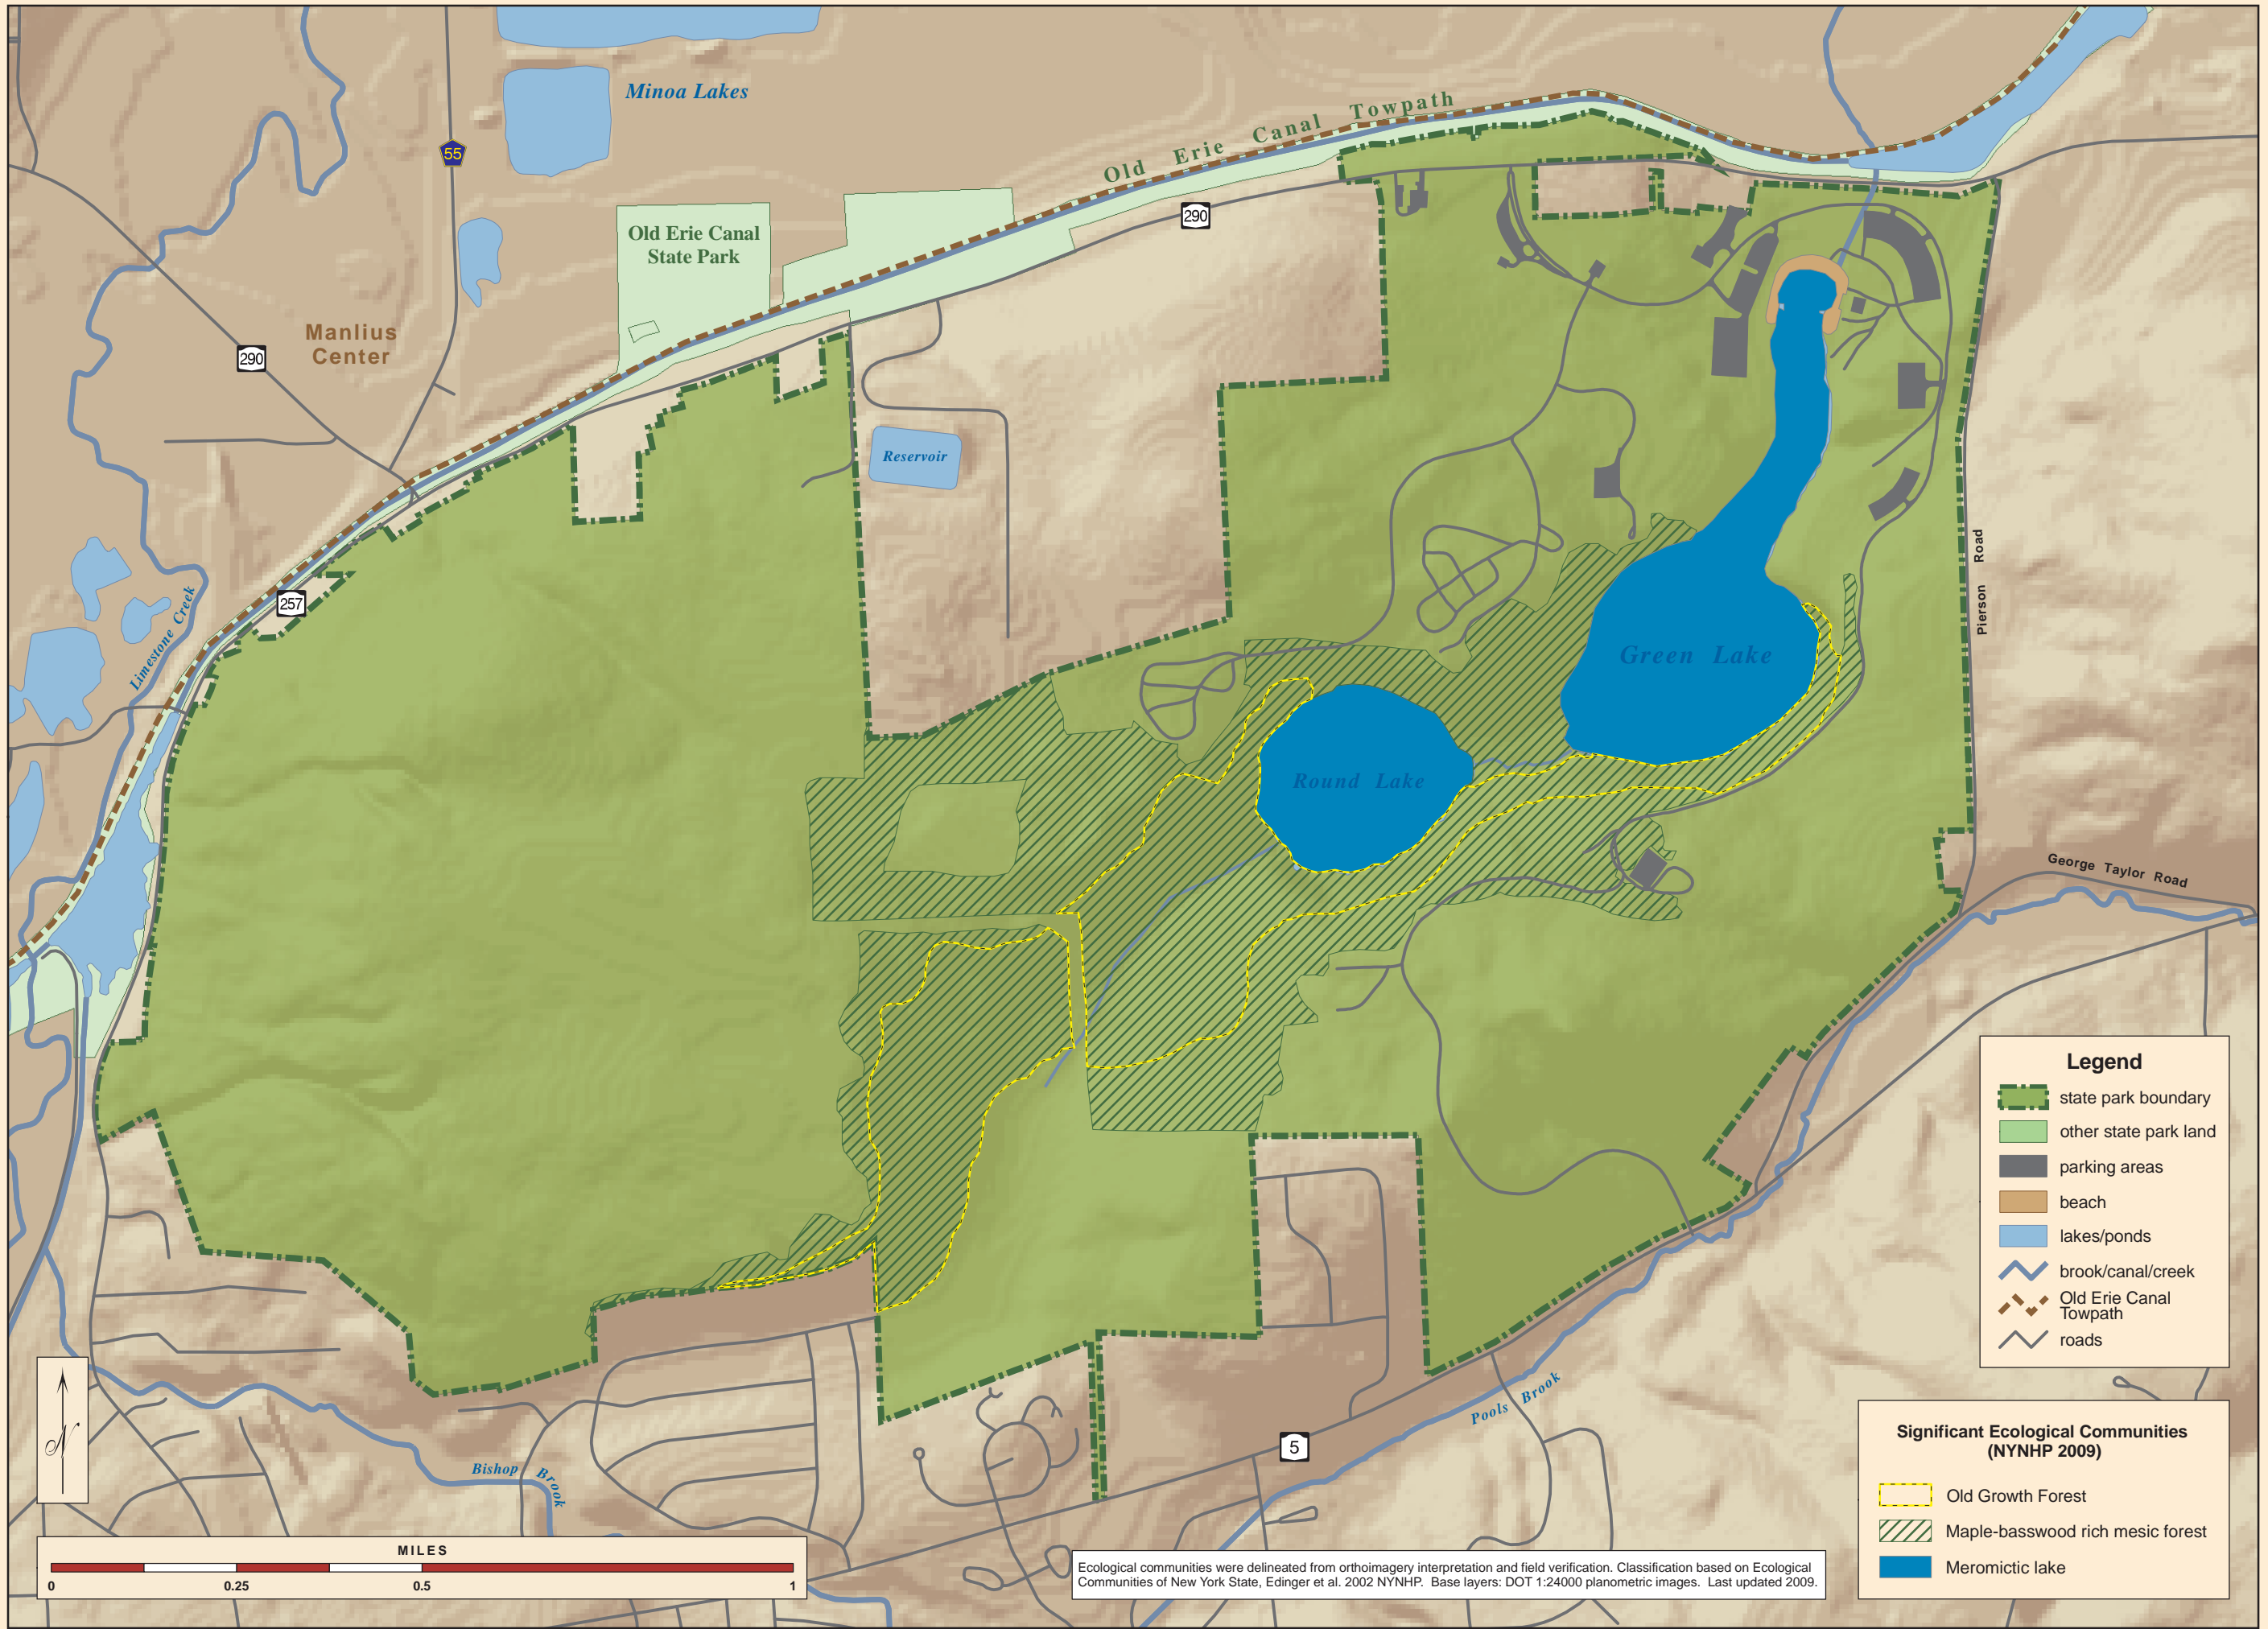 Minoa Lakes
55
Old Erie Canal Towpath
290
Old Erie Canal
State Park
Manlius
Center
290
Reservoir
257
Limestone Creek
Pierson Road
Green Lake
Round Lake
George Taylor Road
Pools Brook
5
Bishop Brook
N
Legend
state park boundary
other state park land
parking areas
beach
lakes/ponds
brook/canal/creek
Old Erie Canal
Towpath
roads
Significant Ecological Communities
(NYNHP 2009)
Old Growth Forest
Maple-basswood rich mesic forest
Meromictic lake
MILES
0 0.25 0.5 1
Ecological communities were delineated from orthoimagery interpretation and field verification. Classification based on Ecological
Communities of New York State, Edinger et al. 2002 NYNHP. Base layers: DOT 1:24000 planometric images. Last updated 2009.